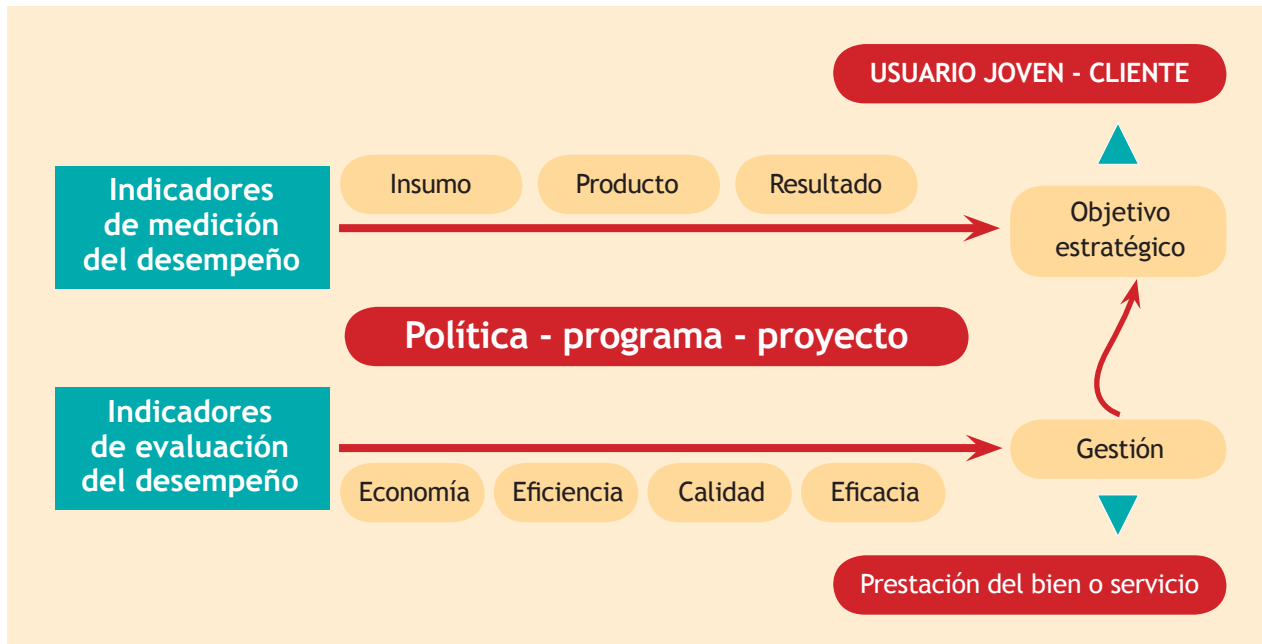 USUARIO JOVEN - CLIENTE
Indicadores
de medición
del desempeño
Insumo
Producto
Resultado
Objetivo
estratégico
Política - programa - proyecto
Indicadores
de evaluación
del desempeño
Economía
Eficiencia
Calidad
Eficacia
Gestión
Prestación del bien o servicio